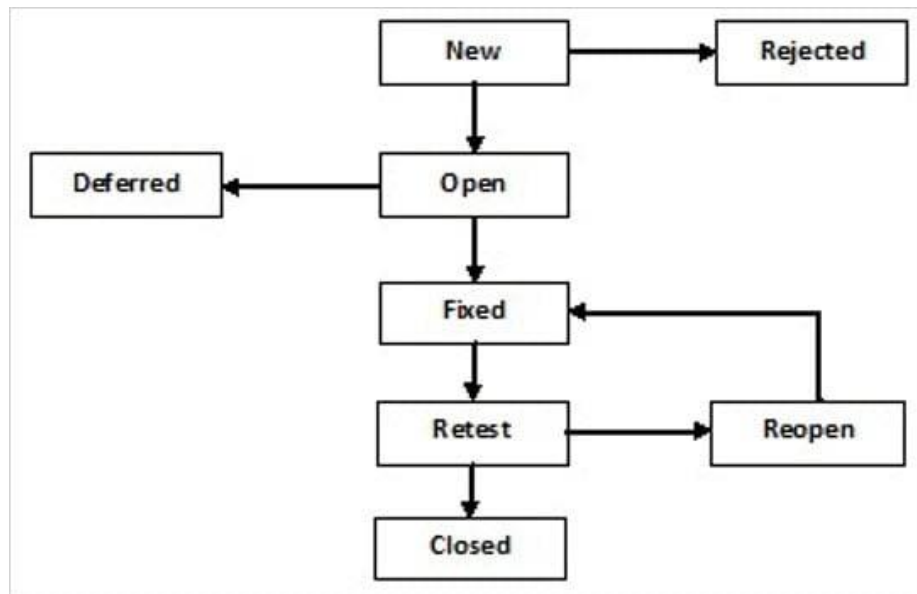 New
Rejected
Deferred
Open
Fixed
Retest
Reopen
Closed